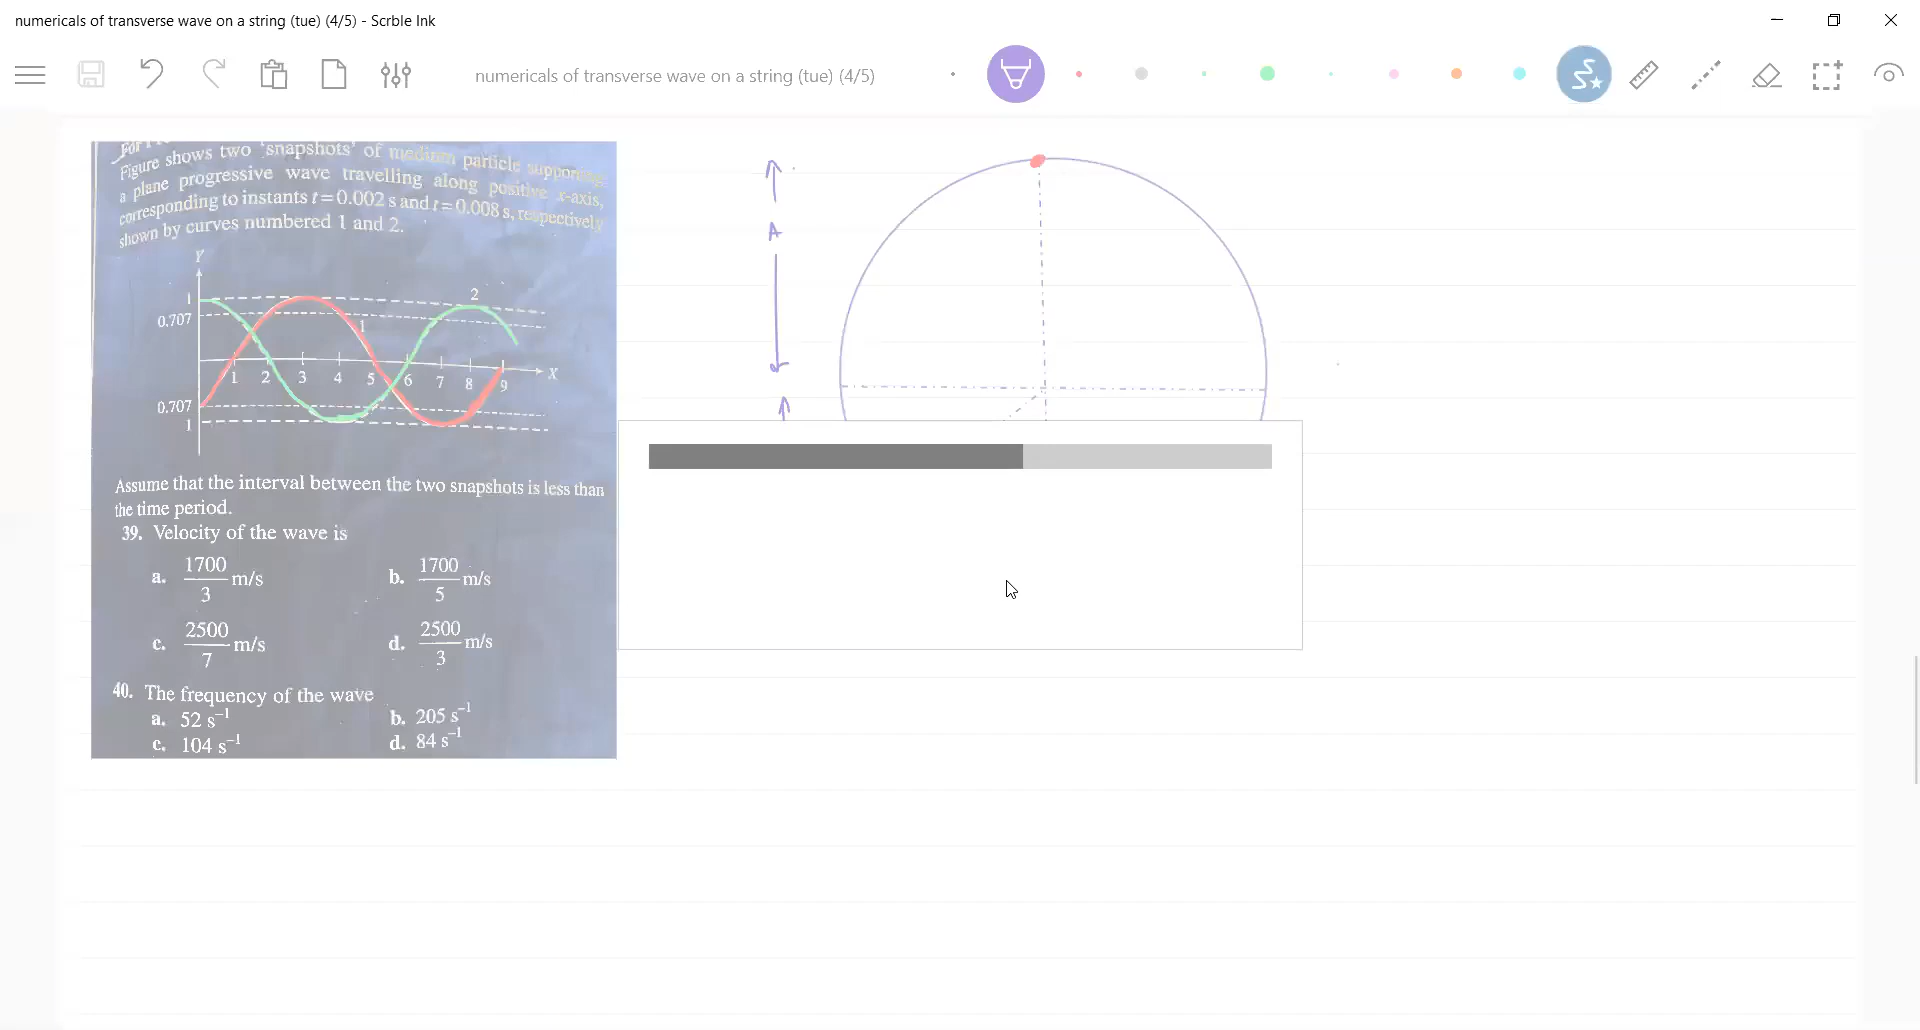 numericals of transverse wave on a string (tue) (4/5) - Scrble Ink
numericals of transverse wave on a string (tue) (4/5)
Figure shows two 'snapshots' of medium particle supporting
a plane progressive wave travelling along positive x-axis,
corresponding to instants t = 0.002 s and t = 0.008 s, respectively
shown by curves numbered 1 and 2.
Y
1
0.707
2
1
1 2 3 4 5 6 7 8 9
X
0.707
1
A
Assume that the interval between the two snapshots is less than
the time period.
39. Velocity of the wave is
a. 1700/3 m/s b. 1700/5 m/s
c. 2500/7 m/s d. 2500/3 m/s
40. The frequency of the wave
a. 52 s⁻¹ b. 205 s⁻¹
c. 104 s⁻¹ d. 84 s⁻¹